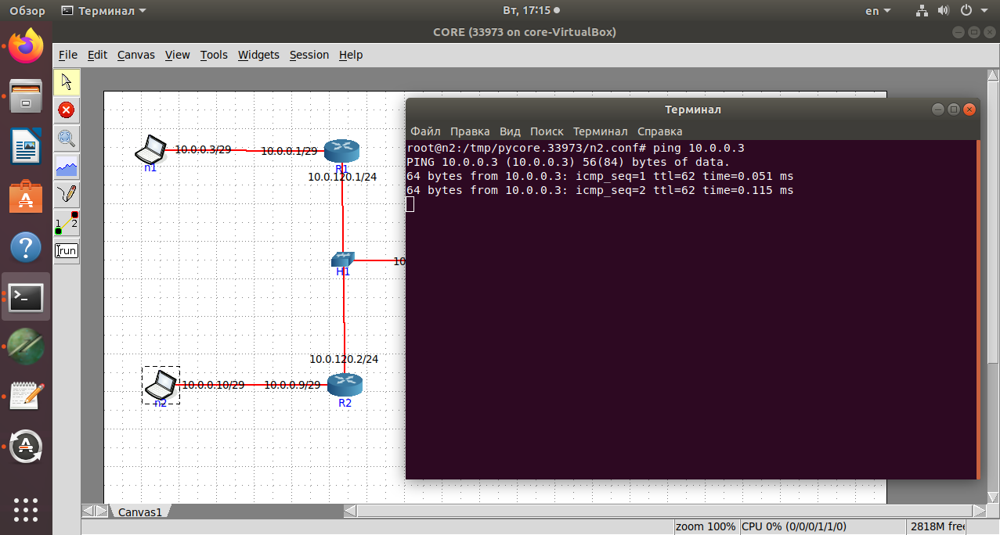 Обзор Терминал Вт, 17:15 en
CORE (33973 on core-VirtualBox)
File Edit Canvas View Tools Widgets Session Help
Терминал
Файл Правка Вид Поиск Терминал Справка
root@n2:/tmp/pycore.33973/n2.conf# ping 10.0.0.3
PING 10.0.0.3 (10.0.0.3) 56(84) bytes of data.
64 bytes from 10.0.0.3: icmp_seq=1 ttl=62 time=0.051 ms
64 bytes from 10.0.0.3: icmp_seq=2 ttl=62 time=0.115 ms
10.0.0.3/29 10.0.0.1/29
n1 R1
10.0.120.1/24
1 2
run
10
H1
10.0.120.2/24
10.0.0.10/29 10.0.0.9/29
n2 R2
Canvas1
zoom 100% CPU 0% (0/0/0/1/1/0) 2818M free